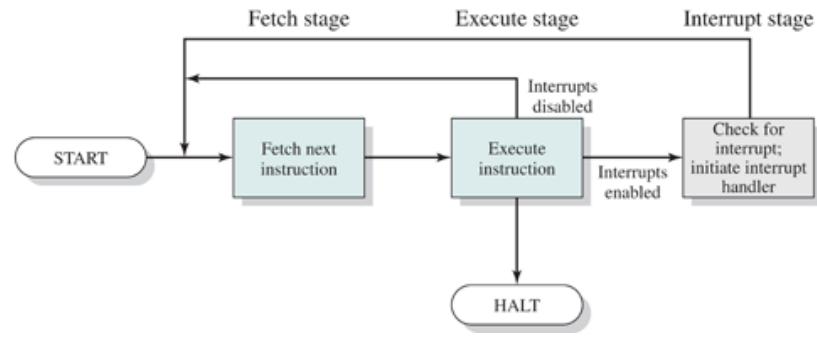 Fetch stage
Execute stage
Interrupt stage
Interrupts
disabled
START
Fetch next
instruction
Execute
instruction
Interrupts
enabled
Check for
interrupt;
initiate interrupt
handler
HALT